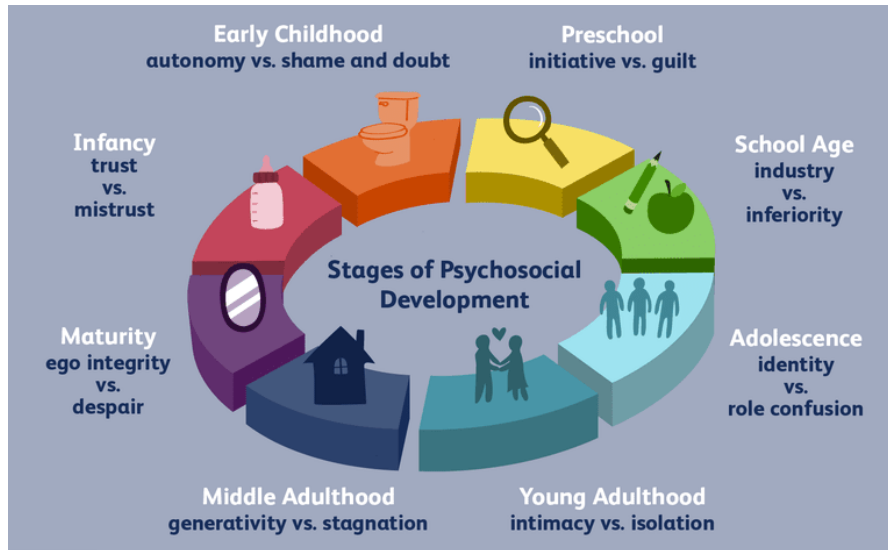 Early Childhood
autonomy vs. shame and doubt
Preschool
initiative vs. guilt
Infancy
trust
vs.
mistrust
School Age
industry
vs.
inferiority
Stages of Psychosocial
Development
Maturity
ego integrity
vs.
despair
Adolescence
identity
vs.
role confusion
Middle Adulthood
generativity vs. stagnation
Young Adulthood
intimacy vs. isolation